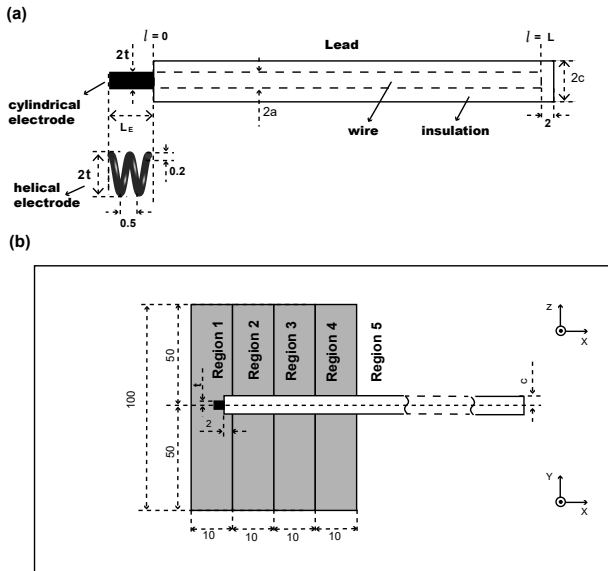 (a)
l = 0
l = L
Lead
2t
2c
cylindrical
electrode
2a
wire
insulation
2
L E
2t
0.2
helical
electrode
0.5
(b)
Region 1
Region 2
Region 3
Region 4
Region 5
Z
X
50
100
t
c
2
50
Y
X
10
10
10
10